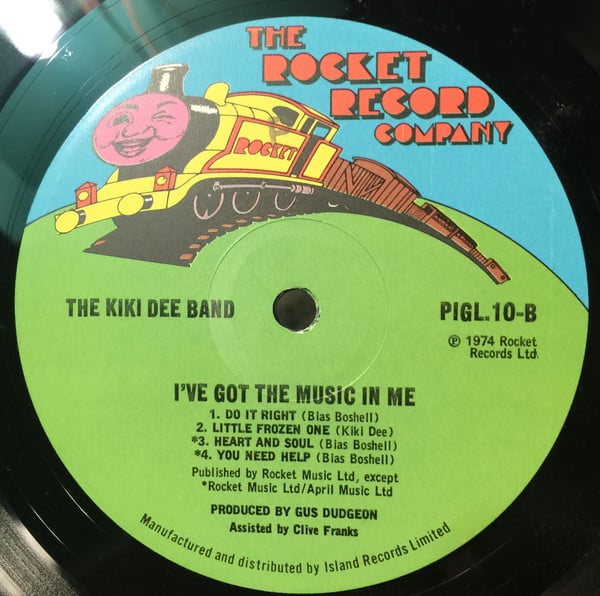 THE
ROCKET
RECORD
COMPANY
ROCKET
THE KIKI DEE BAND
PIGL.10-B
℗ 1974 Rocket
Records Ltd.
I'VE GOT THE MUSIC IN ME
1. DO IT RIGHT (Bias Boshell)
2. LITTLE FROZEN ONE (Kiki Dee)
*3. HEART AND SOUL (Bias Boshell)
*4. YOU NEED HELP (Bias Boshell)
Published by Rocket Music Ltd, except
*Rocket Music Ltd/April Music Ltd
PRODUCED BY GUS DUDGEON
Assisted by Clive Franks
Manufactured and distributed by Island Records Limited